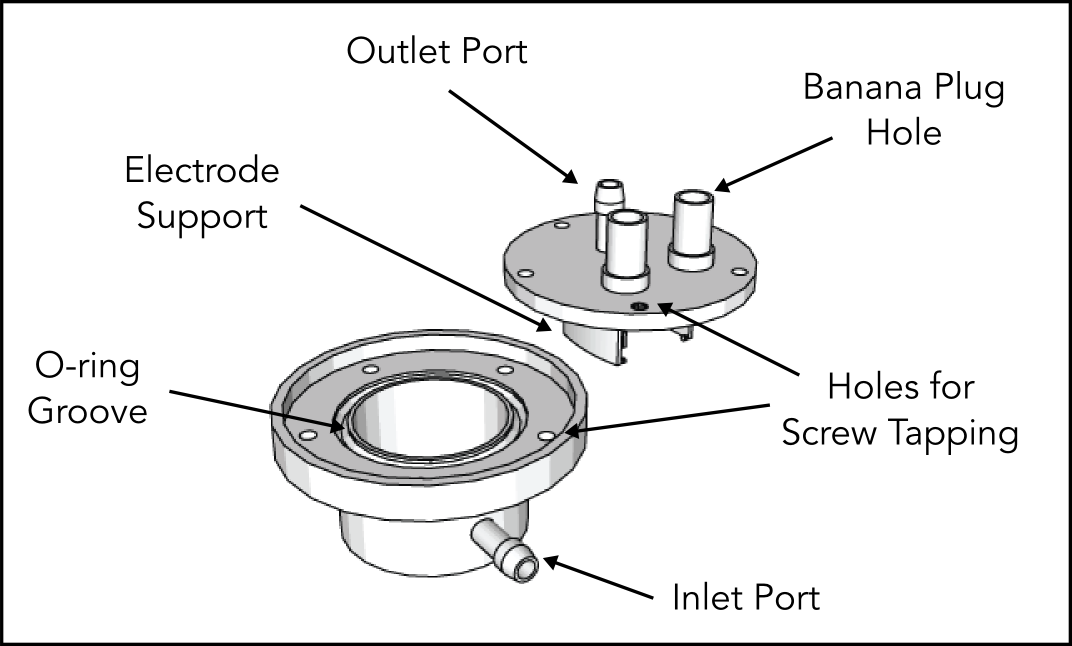 Outlet Port
Banana Plug
Hole
Electrode
Support
O-ring
Groove
Holes for
Screw Tapping
Inlet Port